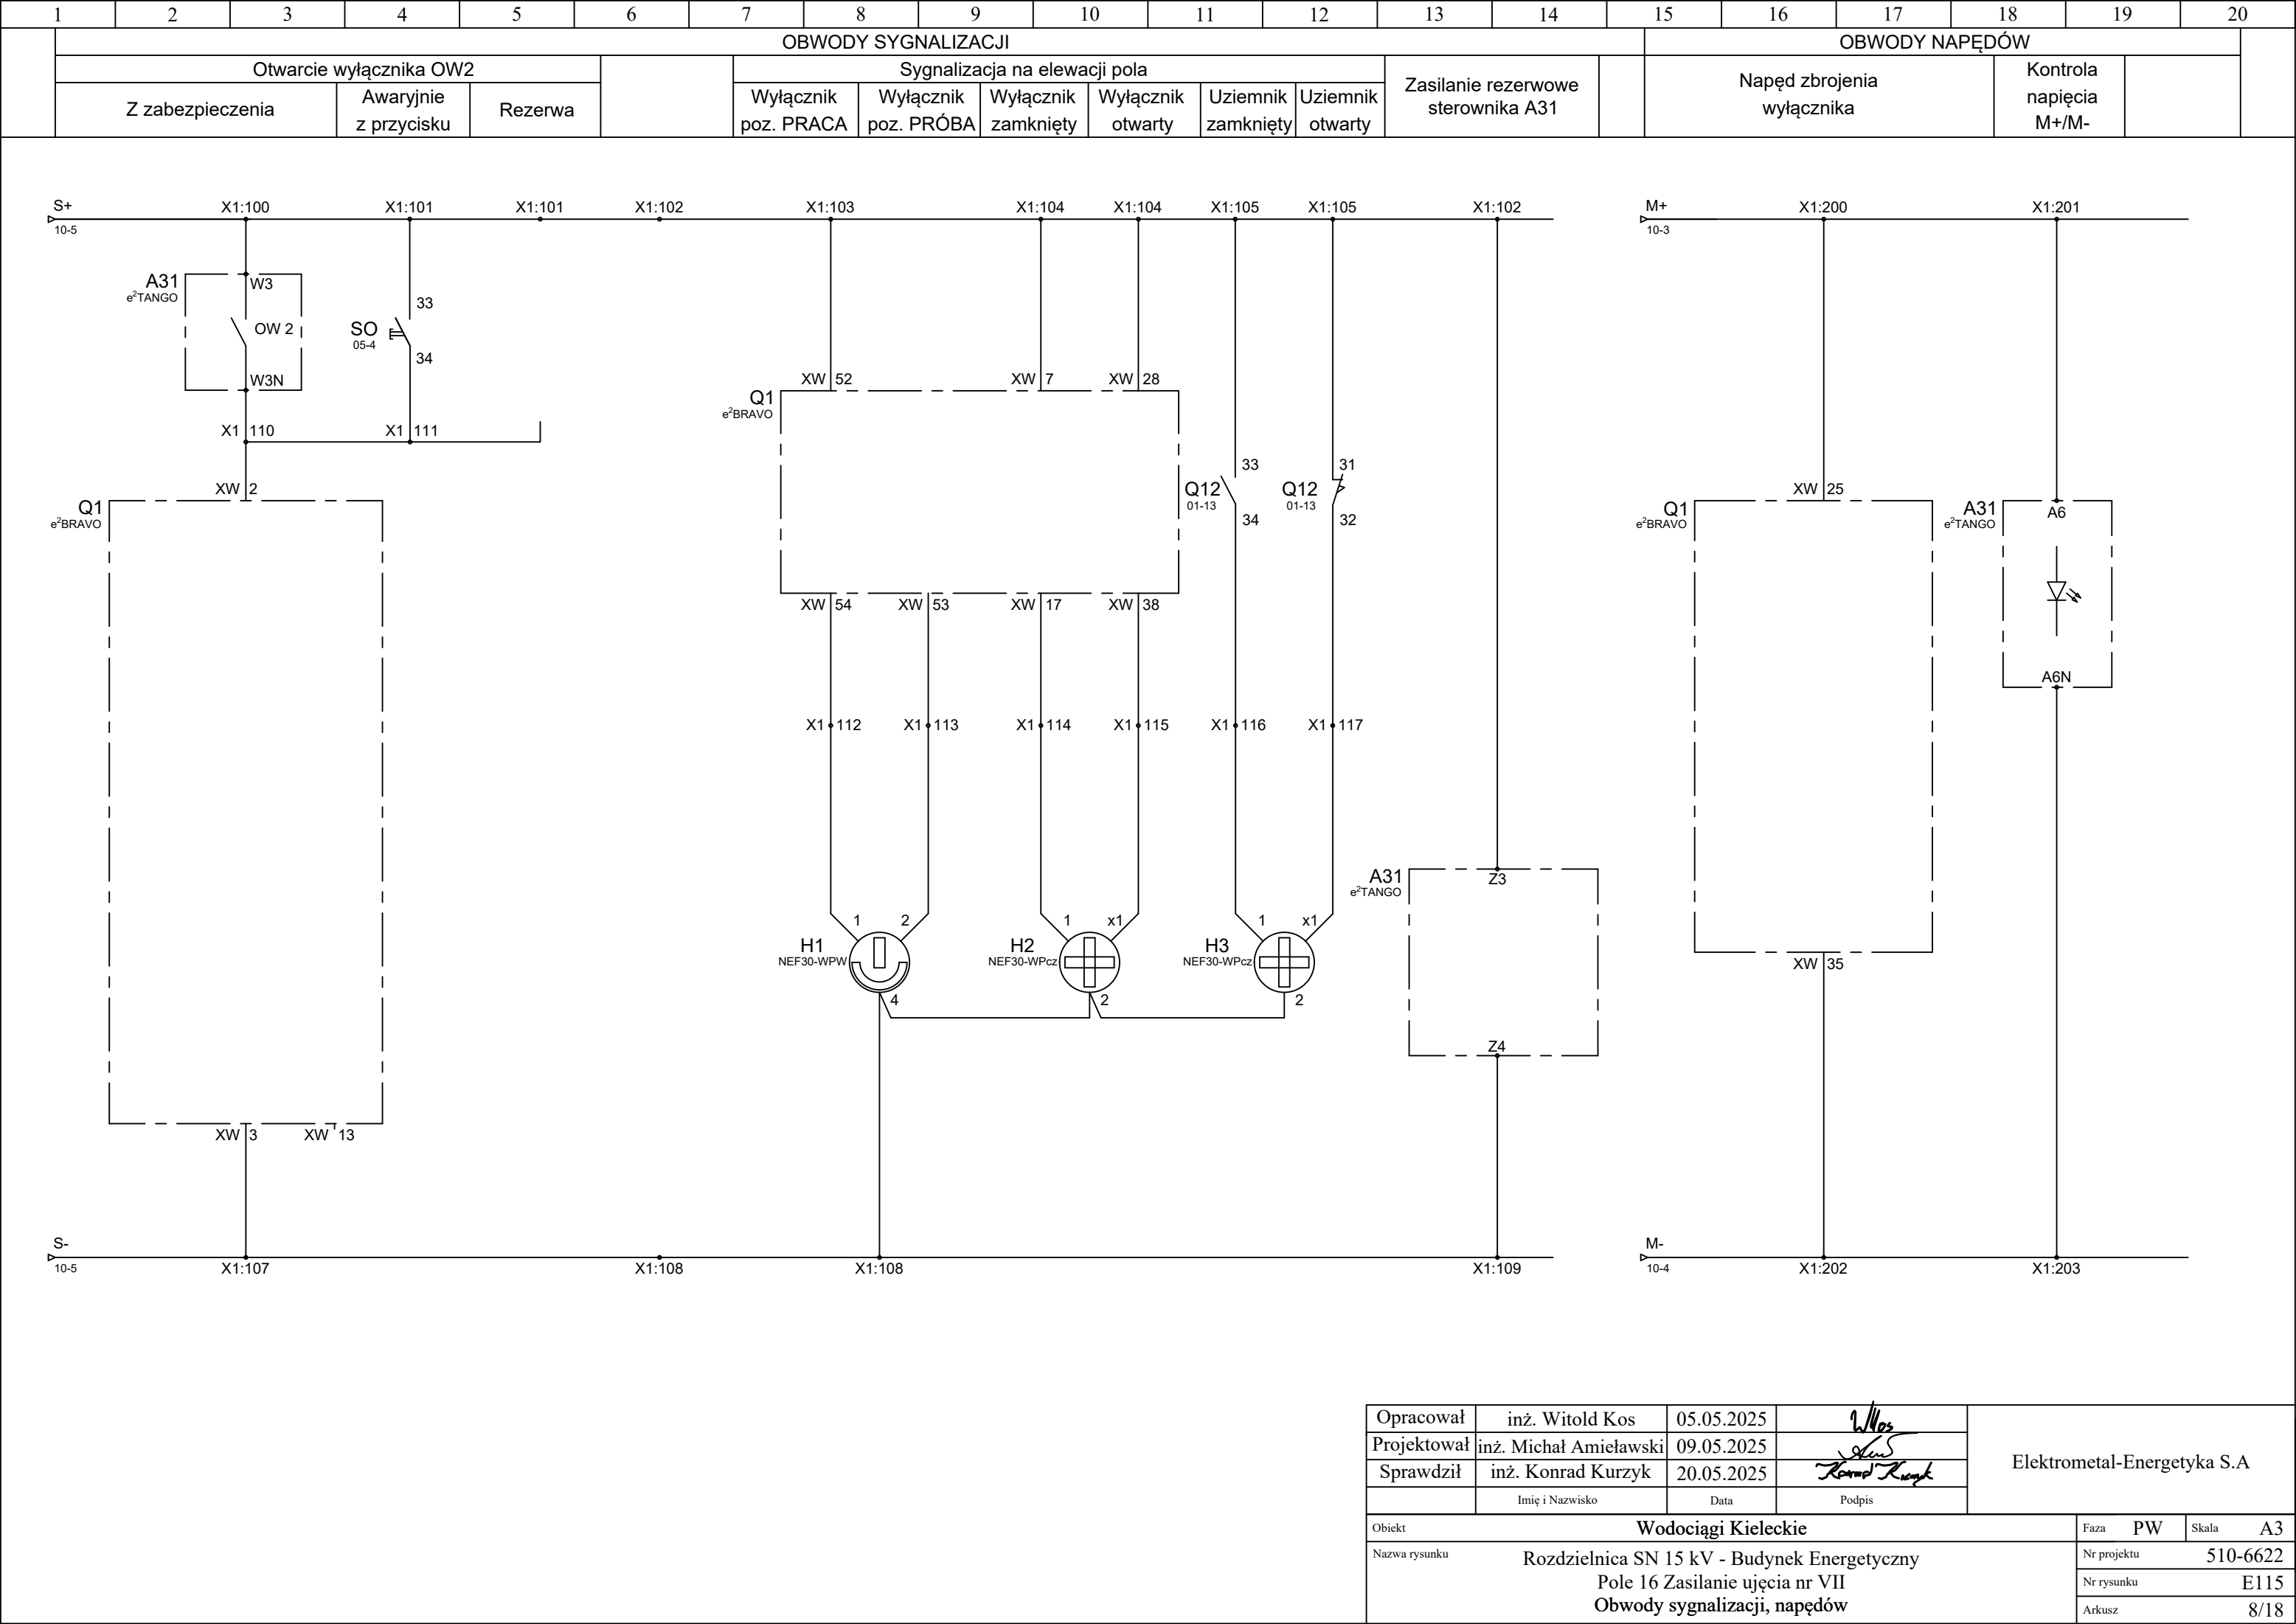 1 2 3 4 5 6 7 8 9 10 11 12 13 14 15 16 17 18 19 20
OBWODY SYGNALIZACJI OBWODY NAPĘDÓW
Otwarcie wyłącznika OW2 Sygnalizacja na elewacji pola
Z zabezpieczenia
Awaryjnie
z przycisku
Rezerwa
Wyłącznik
poz. PRACA
Wyłącznik
poz. PRÓBA
Wyłącznik
zamknięty
Wyłącznik
otwarty
Uziemnik
zamknięty
Uziemnik
otwarty
Zasilanie rezerwowe
sterownika A31
Napęd zbrojenia
wyłącznika
Kontrola
napięcia
M+/M-
S+ X1:100 X1:101 X1:101 X1:102 X1:103 X1:104 X1:104 X1:105 X1:105 X1:102 M+ X1:200 X1:201
10-5 10-3
A31
e²TANGO
W3
OW 2
W3N
SO
05-4
33
34
X1 110 X1 111
XW 2
Q1
e²BRAVO
XW 3 XW 13
XW 52 XW 7 XW 28
Q1
e²BRAVO
XW 54 XW 53 XW 17 XW 38
33
Q12
01-13
34
31
Q12
01-13
32
X1 112 X1 113 X1 114 X1 115 X1 116 X1 117
1 2 1 x1 1 x1
H1
NEF30-WPW
4
H2
NEF30-WPcz
2
H3
NEF30-WPcz
2
A31
e²TANGO
Z3
Z4
XW 25
Q1
e²BRAVO
XW 35
A31
e²TANGO
A6
A6N
S- M-
10-5 X1:107 X1:108 X1:108 X1:109 10-4 X1:202 X1:203
Opracował inż. Witold Kos 05.05.2025
Projektował inż. Michał Amieławski 09.05.2025
Sprawdził inż. Konrad Kurzyk 20.05.2025 Konrad Kurzyk
Imię i Nazwisko Data Podpis
Elektrometal-Energetyka S.A
Obiekt Wodociągi Kieleckie Faza PW Skala A3
Nazwa rysunku Rozdzielnica SN 15 kV - Budynek Energetyczny
Pole 16 Zasilanie ujęcia nr VII
Obwody sygnalizacji, napędów
Nr projektu 510-6622
Nr rysunku E115
Arkusz 8/18